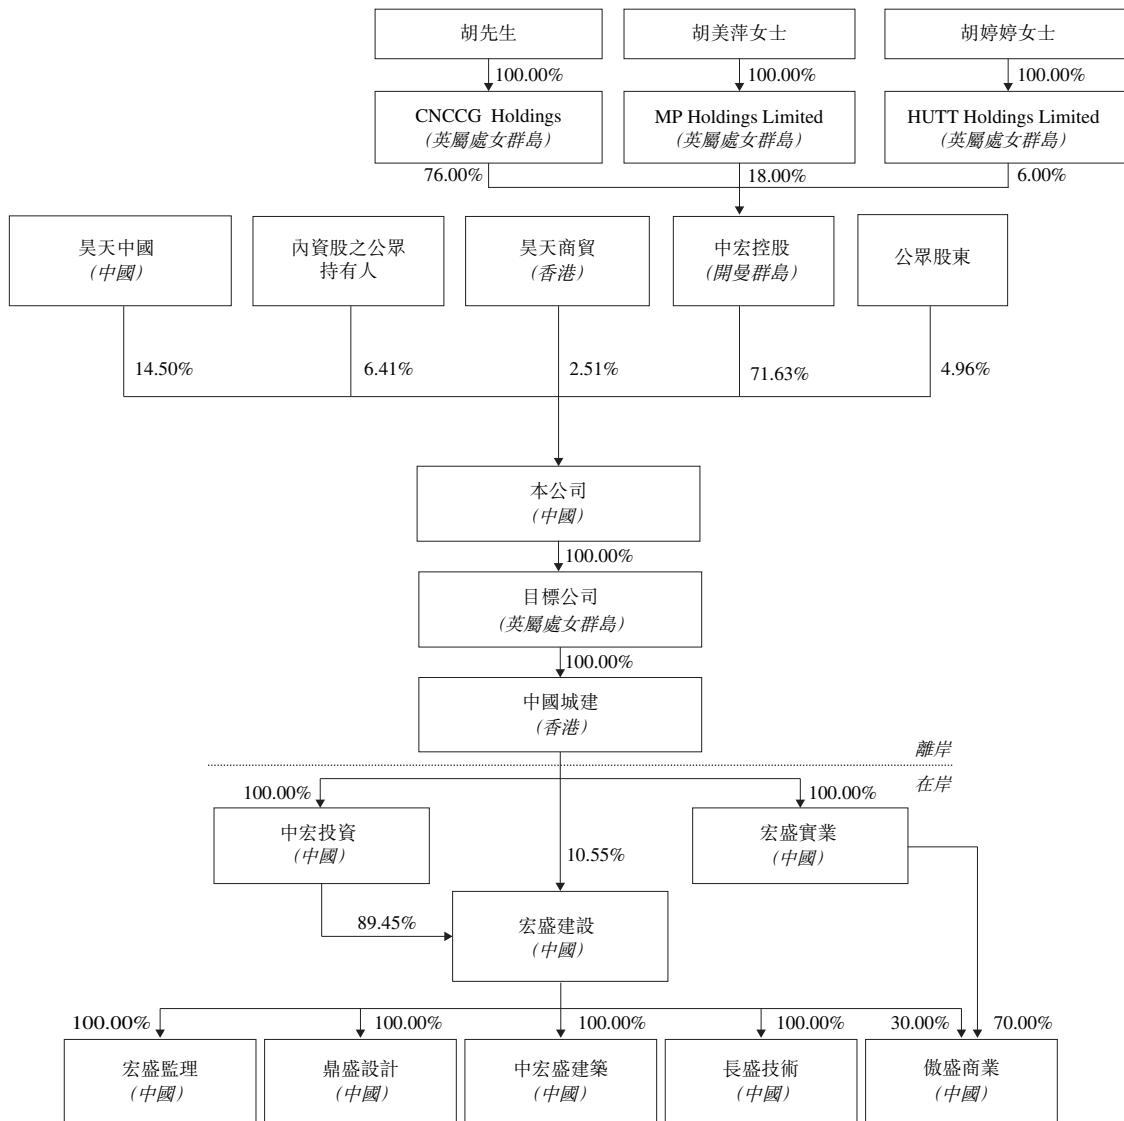 胡先生
胡美萍女士
胡婷婷女士
100.00%
100.00%
100.00%
CNCCG Holdings
(英屬處女群島)
MP Holdings Limited
(英屬處女群島)
HUTT Holdings Limited
(英屬處女群島)
76.00%
18.00%
6.00%
昊天中國
(中國)
內資股之公眾
持有人
昊天商貿
(香港)
中宏控股
(開曼群島)
公眾股東
14.50%
6.41%
2.51%
71.63%
4.96%
本公司
(中國)
100.00%
目標公司
(英屬處女群島)
100.00%
中國城建
(香港)
離岸
在岸
100.00%
100.00%
中宏投資
(中國)
宏盛實業
(中國)
10.55%
89.45%
宏盛建設
(中國)
100.00%
100.00%
100.00%
100.00%
30.00%
70.00%
宏盛監理
(中國)
鼎盛設計
(中國)
中宏盛建築
(中國)
長盛技術
(中國)
傲盛商業
(中國)